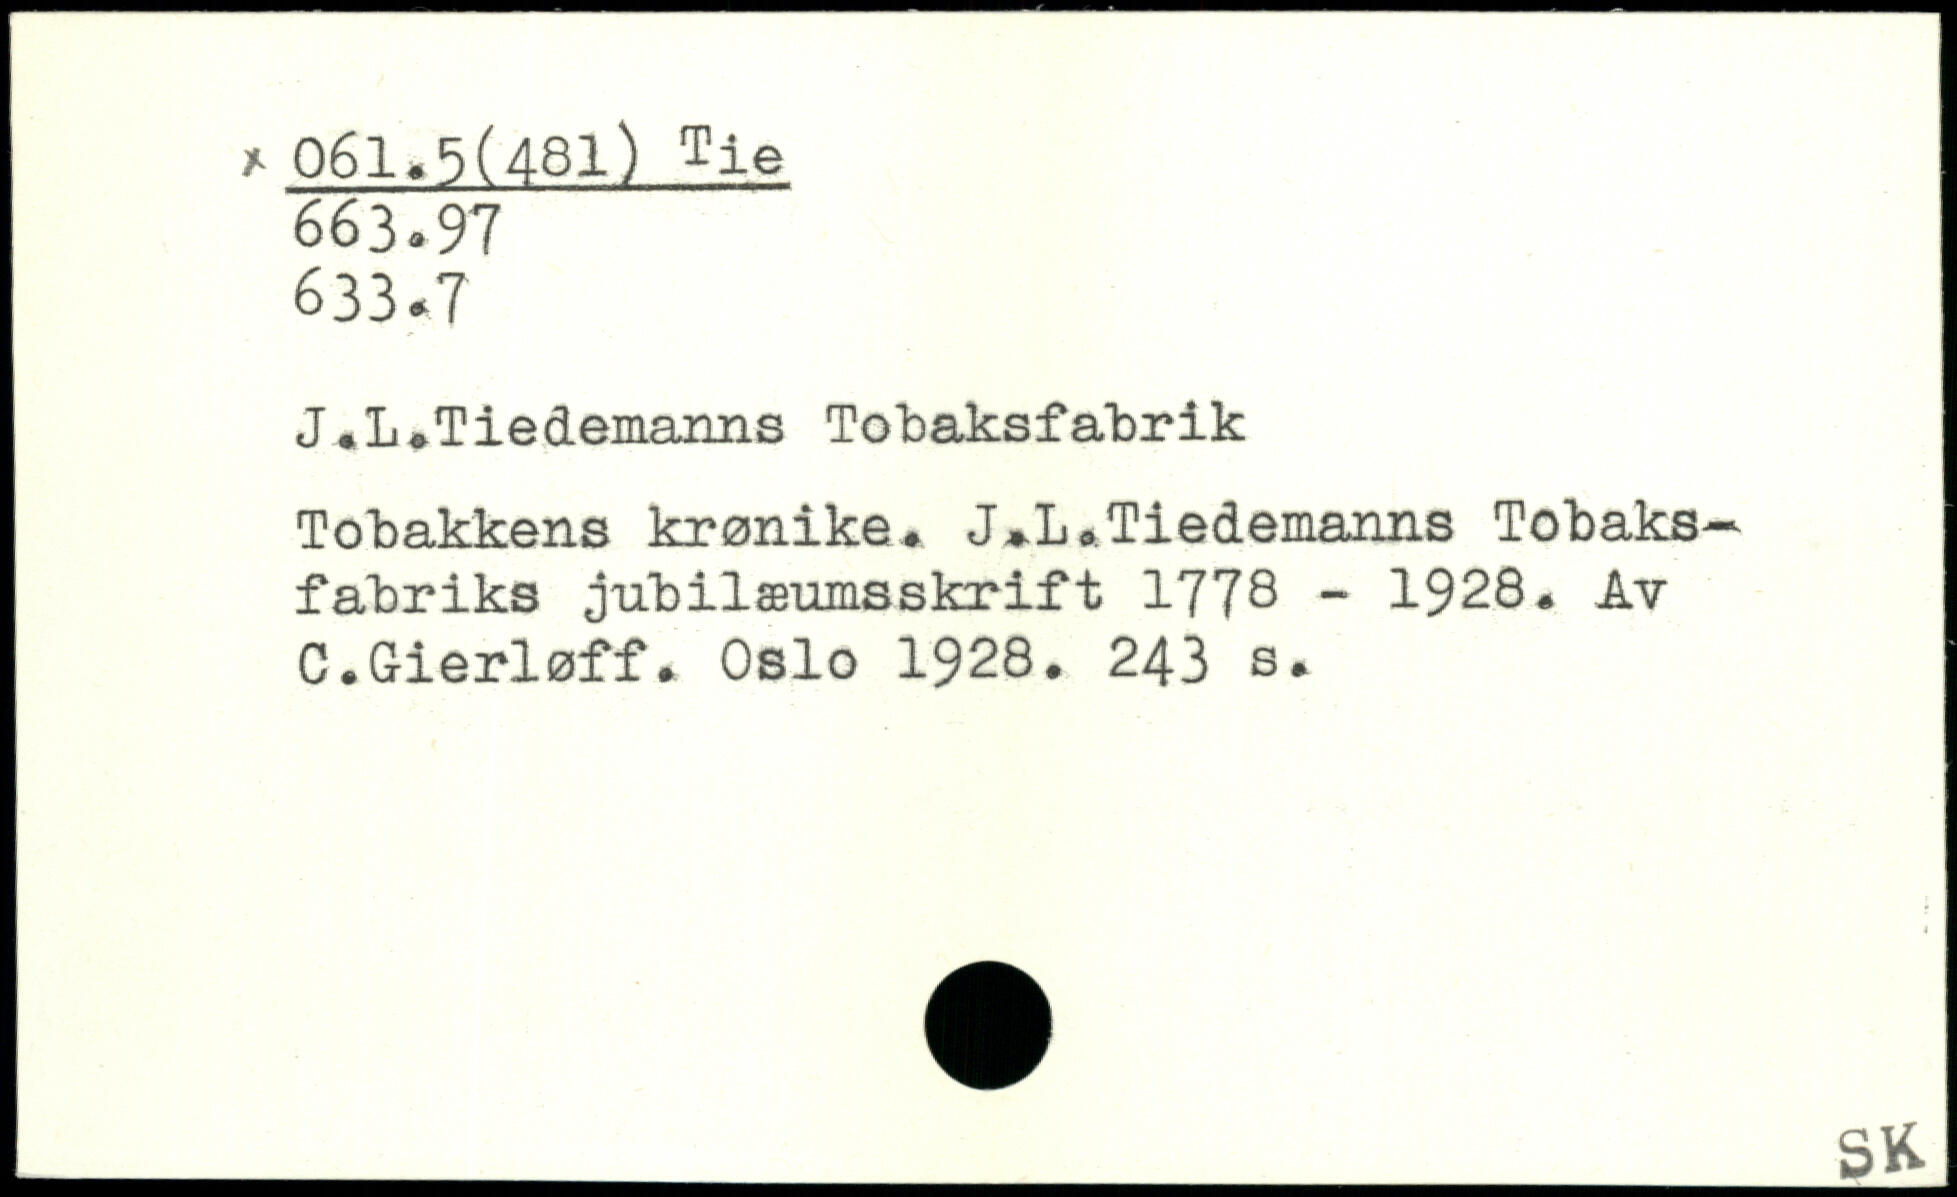 x 061.5(481) Tie
663.97
633.7
J.L.Tiedemanns Tobaksfabrik
Tobakkens krønike. J.L.Tiedemanns Tobaks-
fabriks jubilæumsskrift 1778 - 1928. Av
C.Gierløff. Oslo 1928. 243 s.
SK